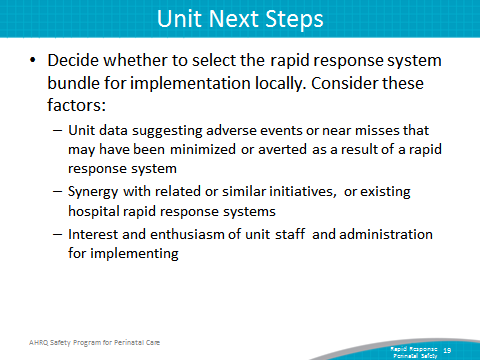 Unit Next Steps
• Decide whether to select the rapid response system
bundle for implementation locally. Consider these
factors:
– Unit data suggesting adverse events or near misses that
may have been minimized or averted as a result of a rapid
response system
– Synergy with related or similar initiatives, or existing
hospital rapid response systems
– Interest and enthusiasm of unit staff and administration
for implementing
AHRQ Safety Program for Perinatal Care
Rapid Response
Perinatal Safety
19